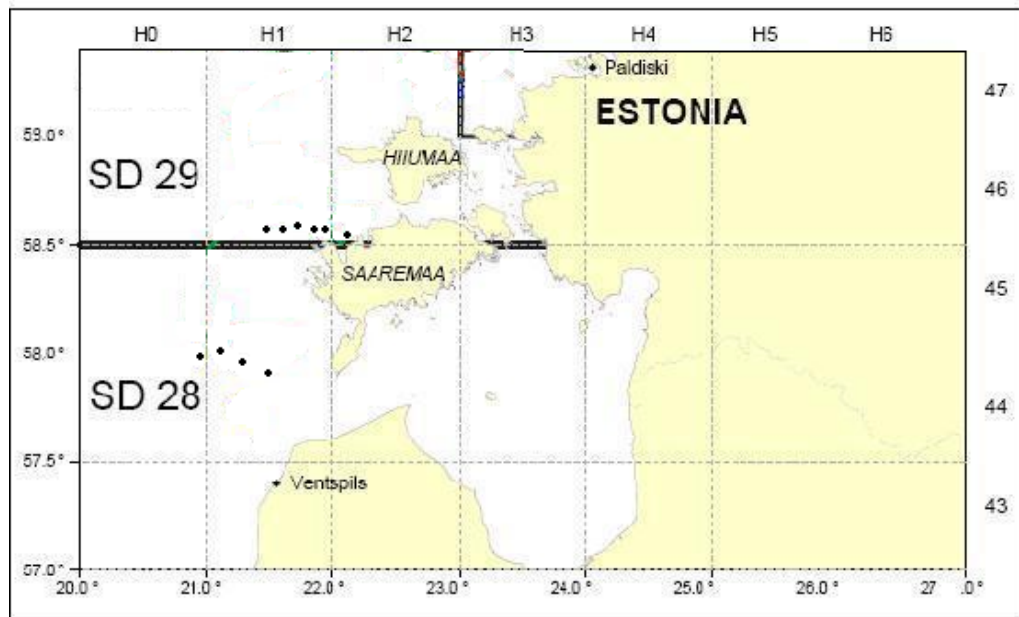 H0 H1 H2 H3 H4 H5 H6
Paldiski
47
ESTONIA
59.0°
HIIUMAA
SD 29
46
58.5°
SAAREMAA
45
58.0°
SD 28
44
57.5°
Ventspils
43
57.0°
20.0° 21.0° 22.0° 23.0° 24.0° 25.0° 26.0° 27 .0°